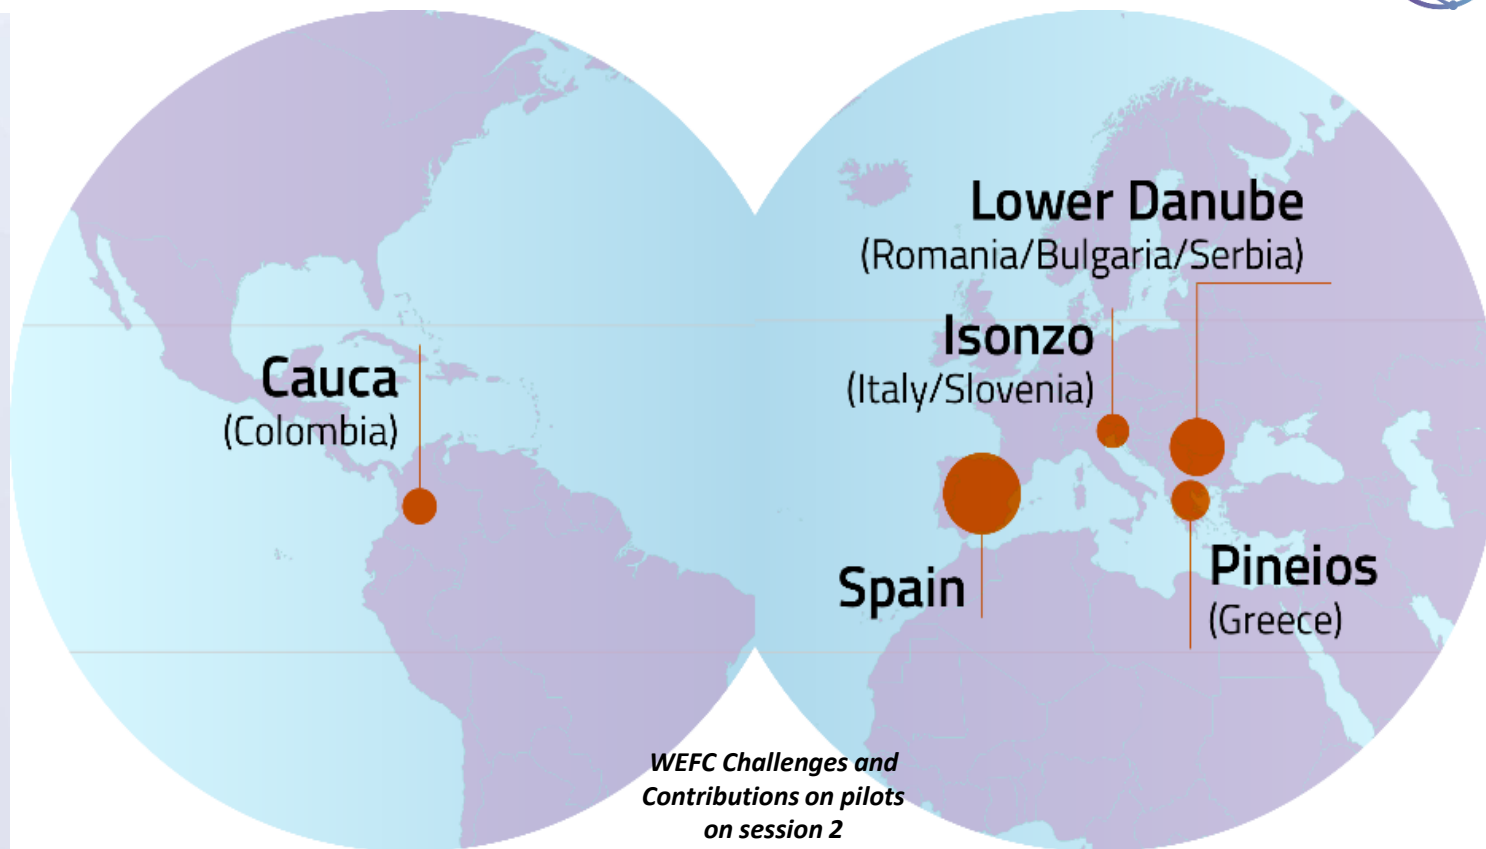 Cauca
(Colombia)
Lower Danube
(Romania/Bulgaria/Serbia)
Isonzo
(Italy/Slovenia)
Spain
Pineios
(Greece)
WEFC Challenges and
Contributions on pilots
on session 2